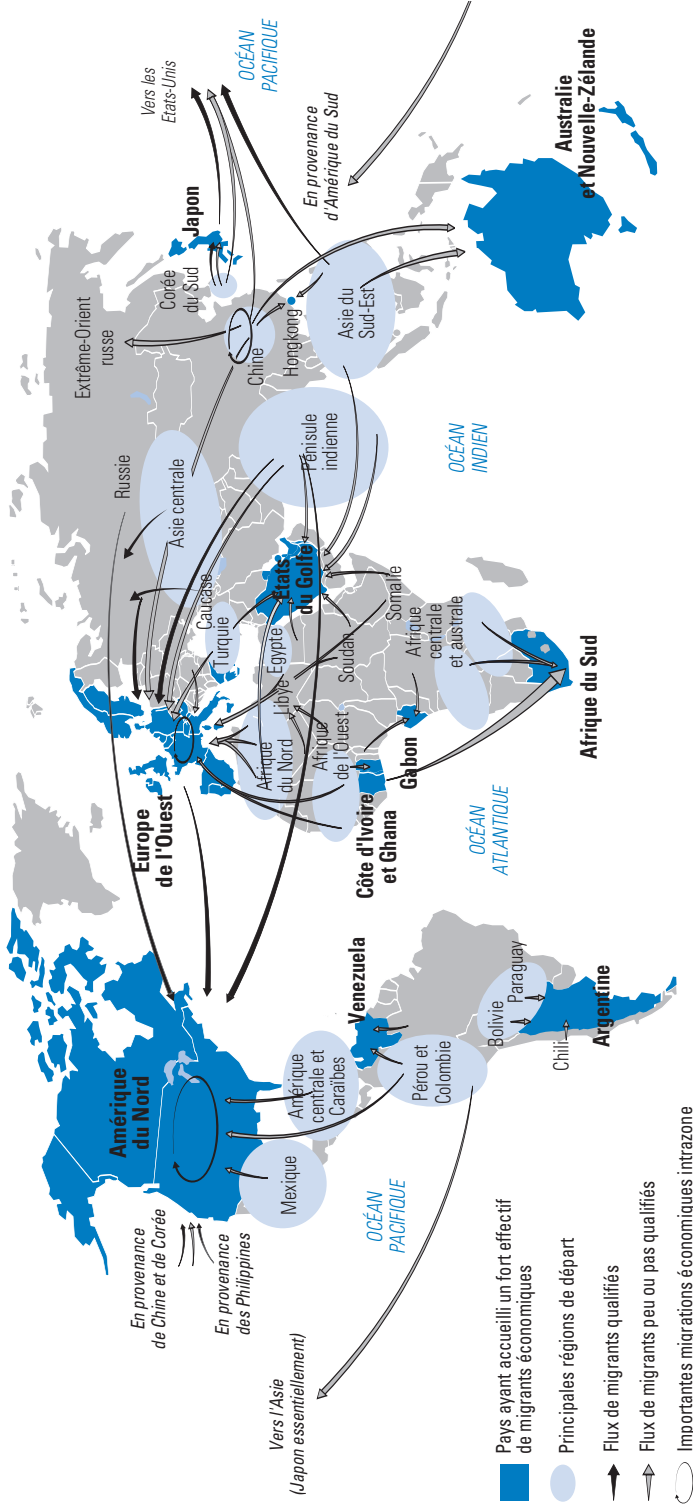 Amérique
du Nord
En provenance
de Chine et de Corée
En provenance
des Philippines
Mexique
Amérique
centrale et
Caraïbes
OCÉAN
PACIFIQUE
Vers l'Asie
(Japon essentiellement)
Venezuela
Pérou et
Colombie
Bolivie
Paraguay
Chili
Argentine
Europe
de l'Ouest
Russie
Caucase
Asie centrale
Turquie
Afrique
du Nord
Libye
Egypte
États
du Golfe
Afrique
de l'Ouest
Soudan
Somalie
Côte d'Ivoire
et Ghana
Gabon
Afrique
centrale
et australe
OCÉAN
ATLANTIQUE
Afrique du Sud
Extrême-Orient
russe
Pénisule
indienne
OCÉAN
INDIEN
Chine
Hongkong
Corée
du Sud
Japon
Asie du
Sud-Est
Vers les
Etats-Unis
OCÉAN
PACIFIQUE
En provenance
d'Amérique du Sud
Australie
et Nouvelle-Zélande
Pays ayant accueilli un fort effectif
de migrants économiques
Principales régions de départ
Flux de migrants qualifiés
Flux de migrants peu ou pas qualifiés
Importantes migrations économiques intrazone